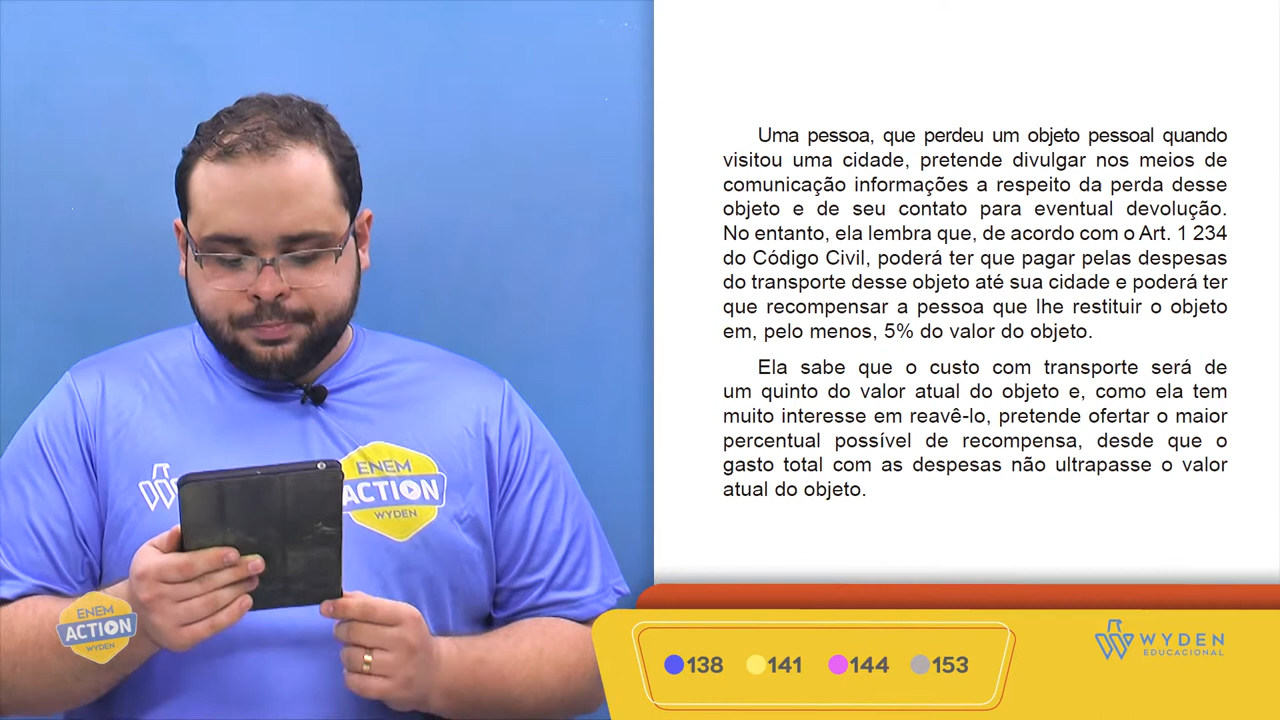 Uma pessoa, que perdeu um objeto pessoal quando
visitou uma cidade, pretende divulgar nos meios de
comunicação informações a respeito da perda desse
objeto e de seu contato para eventual devolução.
No entanto, ela lembra que, de acordo com o Art. 1 234
do Código Civil, poderá ter que pagar pelas despesas
do transporte desse objeto até sua cidade e poderá ter
que recompensar a pessoa que lhe restituir o objeto
em, pelo menos, 5% do valor do objeto.
Ela sabe que o custo com transporte será de
um quinto do valor atual do objeto e, como ela tem
muito interesse em reavê-lo, pretende ofertar o maior
percentual possível de recompensa, desde que o
gasto total com as despesas não ultrapasse o valor
atual do objeto.
ENEM
ACTION
WYDEN
ENEM
ACTION
WYDEN
138 141 144 153
WYDEN
EDUCACIONAL